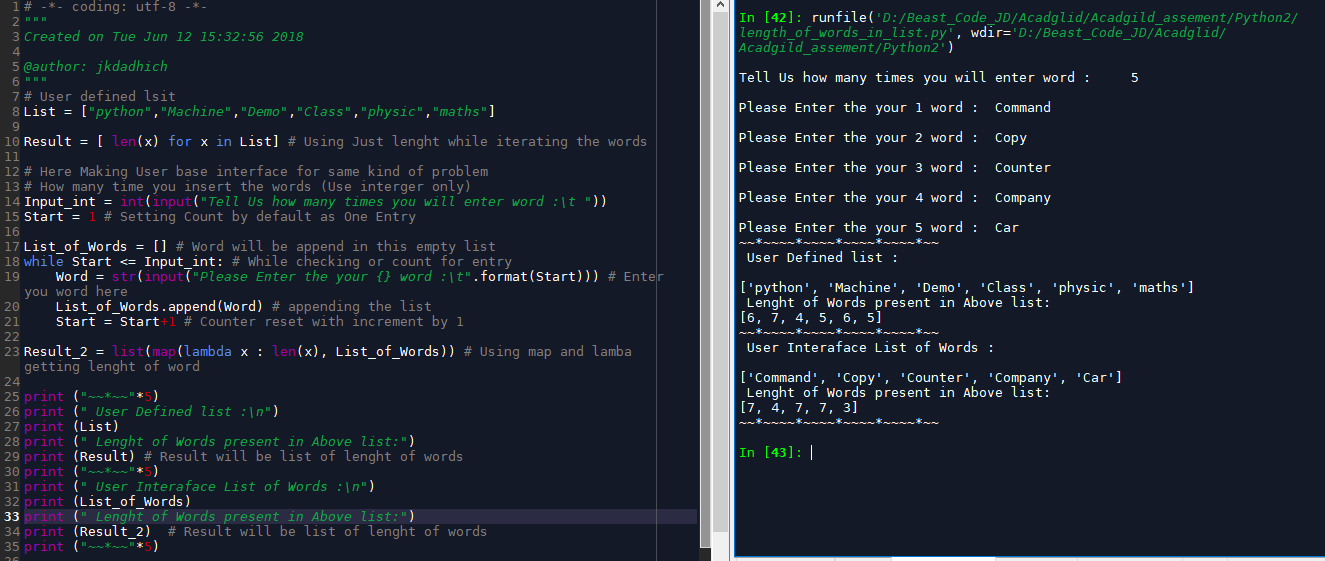 1 # -*- coding: utf-8 -*-
2 """
3 Created on Tue Jun 12 15:32:56 2018
4
5 @author: jkdadhich
6 """
7 # User defined lsit
8 List = ["python","Machine","Demo","Class","physic","maths"]
9
10 Result = [ len(x) for x in List] # Using Just lenght while iterating the words
11
12 # Here Making User base interface for same kind of problem
13 # How many time you insert the words (Use interger only)
14 Input_int = int(input("Tell Us how many times you will enter word :\t "))
15 Start = 1 # Setting Count by default as One Entry
16
17 List_of_Words = [] # Word will be append in this empty list
18 while Start <= Input_int: # While checking or count for entry
19     Word = str(input("Please Enter the your {} word :\t".format(Start))) # Enter
you word here
20     List_of_Words.append(Word) # appending the list
21     Start = Start+1 # Counter reset with increment by 1
22
23 Result_2 = list(map(lambda x : len(x), List_of_Words)) # Using map and lamba
getting lenght of word
24
25 print ("~~*~~"*5)
26 print (" User Defined list :\n")
27 print (List)
28 print (" Lenght of Words present in Above list:")
29 print (Result) # Result will be list of lenght of words
30 print ("~~*~~"*5)
31 print (" User Interaface List of Words :\n")
32 print (List_of_Words)
33 print (" Lenght of Words present in Above list:")
34 print (Result_2)  # Result will be list of lenght of words
35 print ("~~*~~"*5)
In [42]: runfile('D:/Beast_Code_JD/Acadglid/Acadgild_assement/Python2/
length_of_words_in_list.py', wdir='D:/Beast_Code_JD/Acadglid/
Acadgild_assement/Python2')
Tell Us how many times you will enter word :     5
Please Enter the your 1 word :  Command
Please Enter the your 2 word :  Copy
Please Enter the your 3 word :  Counter
Please Enter the your 4 word :  Company
Please Enter the your 5 word :  Car
~~*~~~~*~~~~*~~~~*~~~~*~~
 User Defined list :
['python', 'Machine', 'Demo', 'Class', 'physic', 'maths']
 Lenght of Words present in Above list:
[6, 7, 4, 5, 6, 5]
~~*~~~~*~~~~*~~~~*~~~~*~~
 User Interaface List of Words :
['Command', 'Copy', 'Counter', 'Company', 'Car']
 Lenght of Words present in Above list:
[7, 4, 7, 7, 3]
~~*~~~~*~~~~*~~~~*~~~~*~~
In [43]: